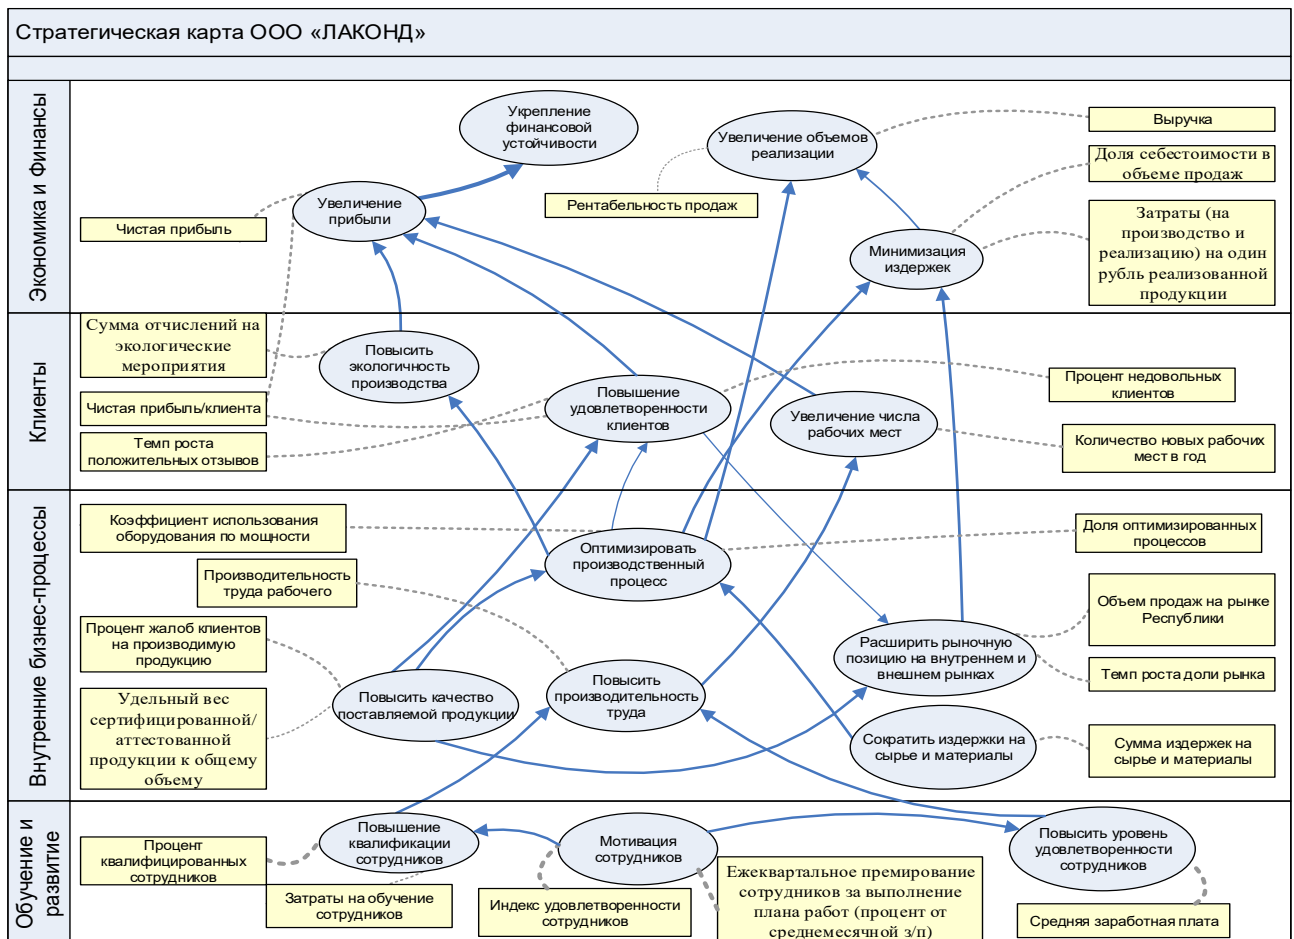 Стратегическая карта ООО «ЛАКОНД»
Экономика и Финансы
Укрепление
финансовой
устойчивости
Увеличение объемов
реализации
Выручка
Доля себестоимости в
объеме продаж
Увеличение
прибыли
Рентабельность продаж
Чистая прибыль
Минимизация
издержек
Затраты (на
производство и
реализацию) на один
рубль реализованной
продукции
Клиенты
Сумма отчислений на
экологические
мероприятия
Повысить
экологичность
производства
Чистая прибыль/клиента
Темп роста
положительных отзывов
Повышение
удовлетворенности
клиентов
Увеличение числа
рабочих мест
Процент недовольных
клиентов
Количество новых рабочих
мест в год
Внутренние бизнес-процессы
Коэффициент использования
оборудования по мощности
Оптимизировать
производственный
процесс
Доля оптимизированных
процессов
Производительность
труда рабочего
Процент жалоб клиентов
на производимую
продукцию
Объем продаж на рынке
Республики
Расширить рыночную
позицию на внутреннем и
внешнем рынках
Темп роста доли рынка
Повысить качество
поставляемой продукции
Повысить
производительность
труда
Удельный вес
сертифицированной/
аттестованной
продукции к общему
объему
Сократить издержки на
сырье и материалы
Сумма издержек на
сырье и материалы
Обучение и
развитие
Процент
квалифицированных
сотрудников
Повышение
квалификации
сотрудников
Мотивация
сотрудников
Повысить уровень
удовлетворенности
сотрудников
Затраты на обучение
сотрудников
Индекс удовлетворенности
сотрудников
Ежеквартальное премирование
сотрудников за выполнение
плана работ (процент от
среднемесячной з/п)
Средняя заработная плата